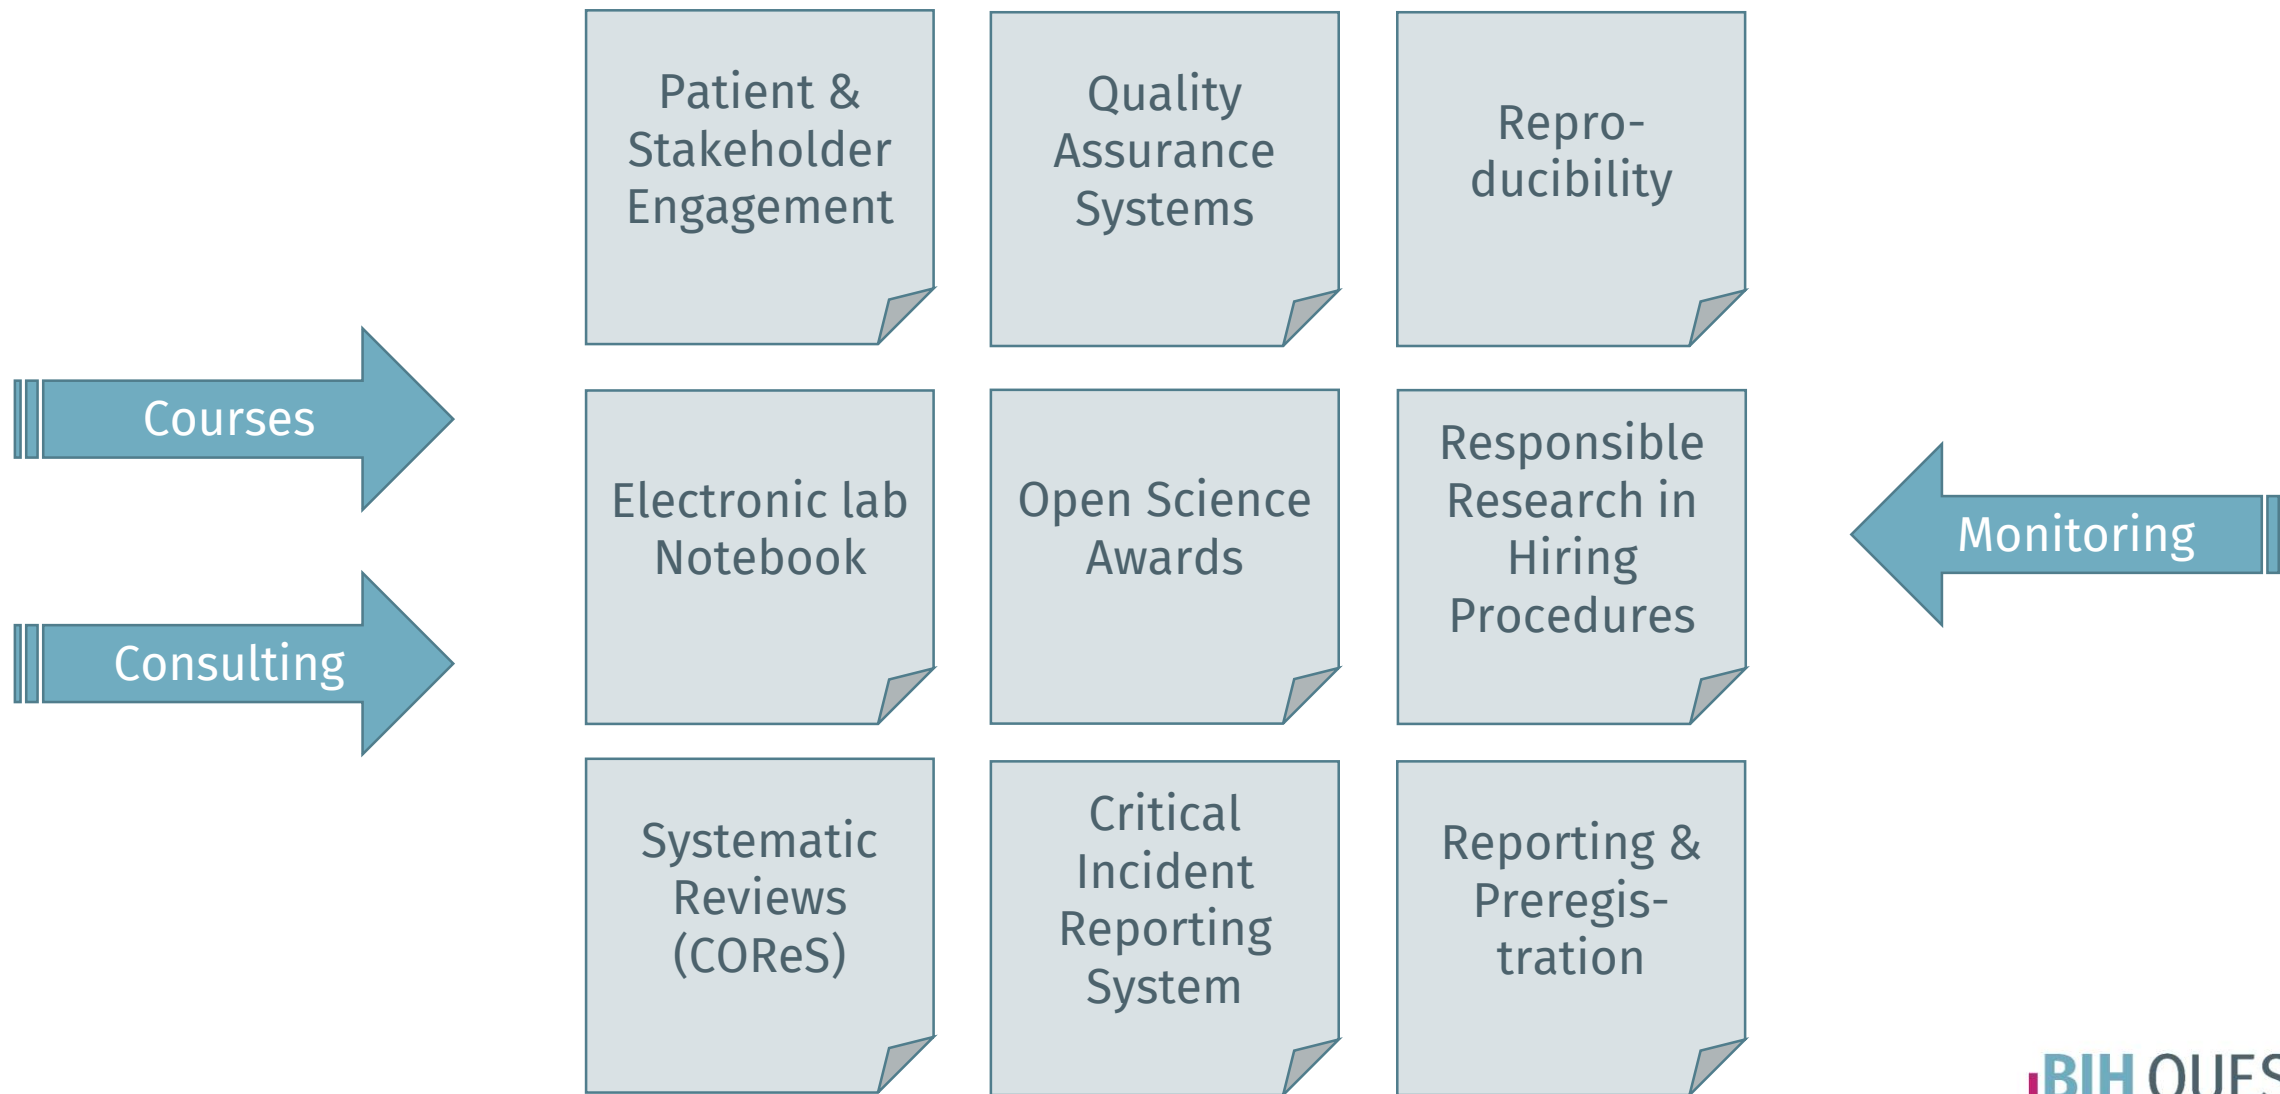 Patient &
Stakeholder
Engagement
Quality
Assurance
Systems
Repro-
ducibility
Courses
Consulting
Electronic lab
Notebook
Open Science
Awards
Responsible
Research in
Hiring
Procedures
Monitoring
Systematic
Reviews
(COReS)
Critical
Incident
Reporting
System
Reporting &
Preregis-
tration
BIH QUES